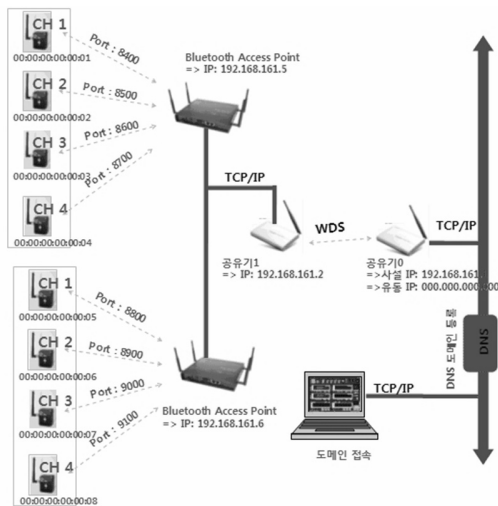 CH 1
00:00:00:00:00:01
CH 2
00:00:00:00:00:02
CH 3
00:00:00:00:00:03
CH 4
00:00:00:00:00:04
Port : 8400
Port : 8500
Port : 8600
Port : 8700
Bluetooth Access Point
=> IP: 192.168.161.5
TCP/IP
WDS
TCP/IP
공유기1
=> IP: 192.168.161.2
공유기0
=>사설 IP: 192.168.161.
=>유동 IP: 000.000.000.000
CH 1
00:00:00:00:00:05
CH 2
00:00:00:00:00:06
CH 3
00:00:00:00:00:07
CH 4
00:00:00:00:00:08
Port : 8800
Port : 8900
Port : 9000
Port : 9100
Bluetooth Access Point
=> IP: 192.168.161.6
DNS
DNS 도메인 등록
TCP/IP
도메인 접속